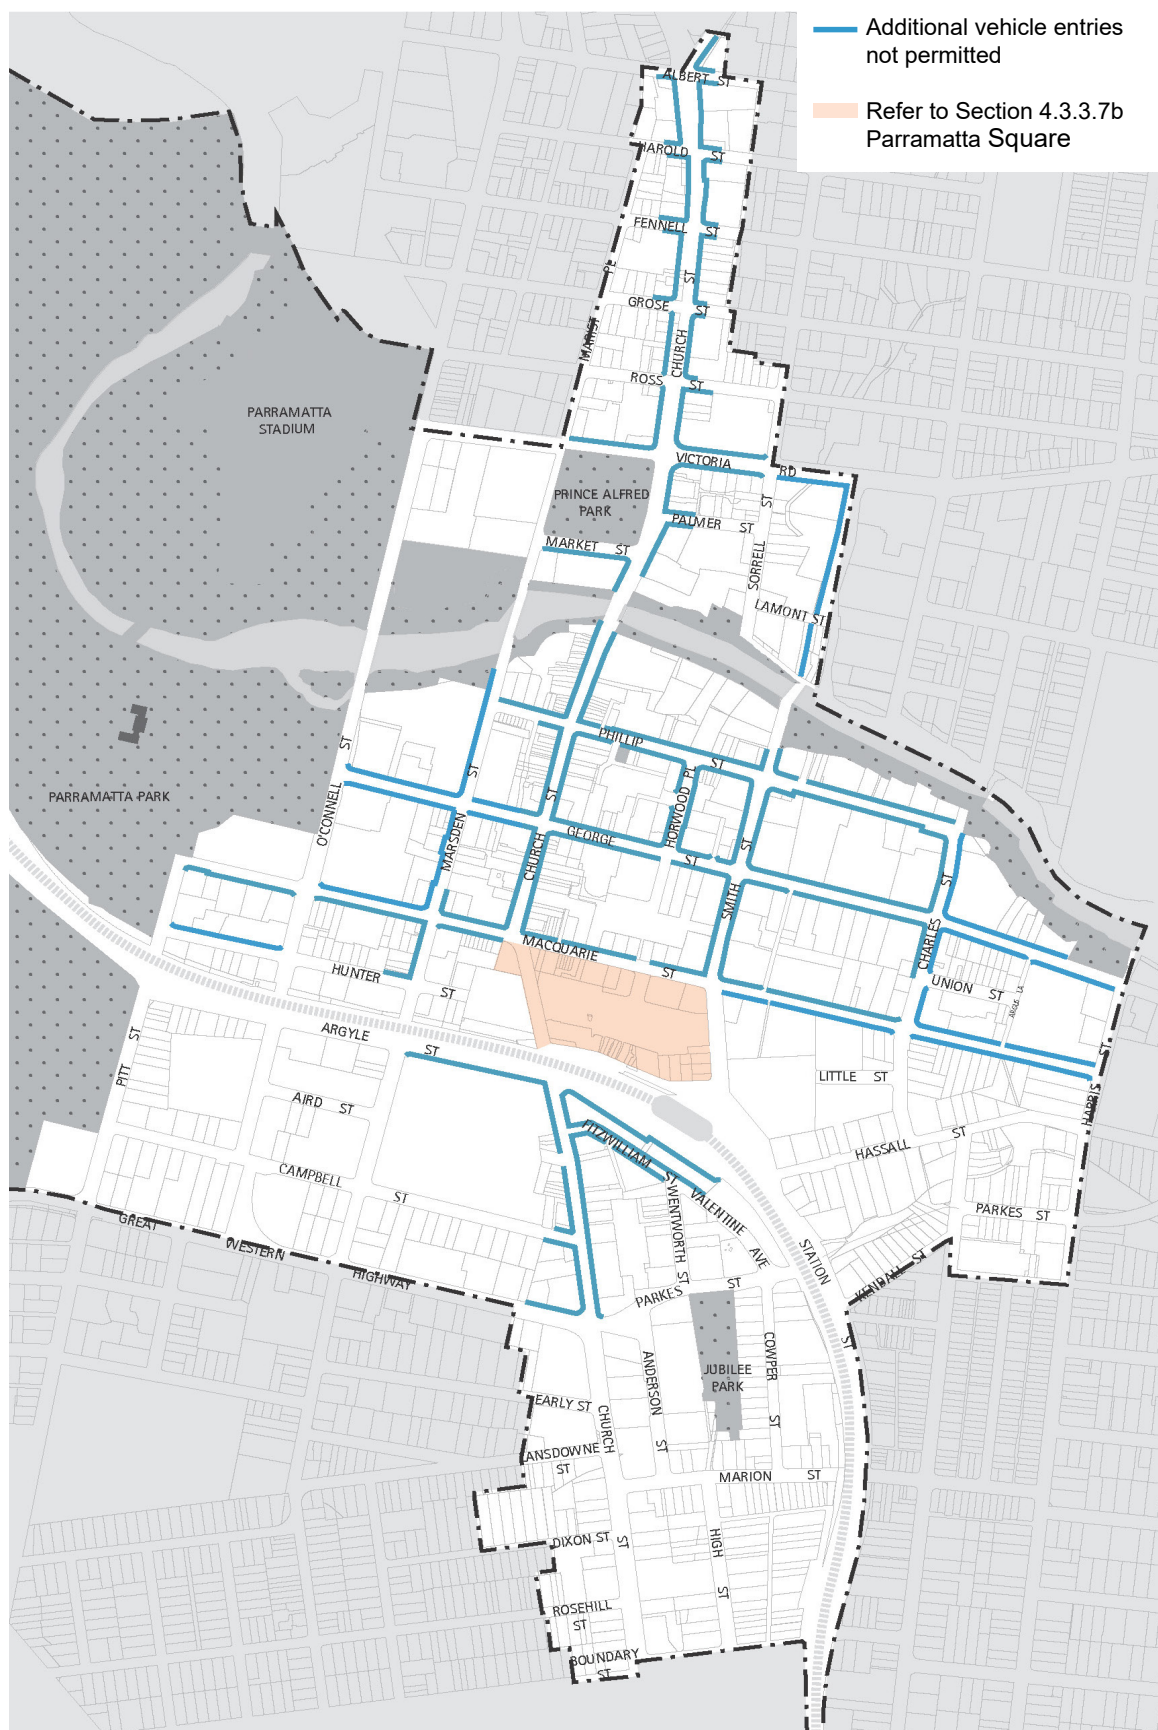 Additional vehicle entries
not permitted
Refer to Section 4.3.3.7b
Parramatta Square
ALBERT ST
HAROLD ST
FENNELL ST
MARIST PL
GROSE ST
CHURCH ST
ROSS ST
PARRAMATTA
STADIUM
VICTORIA RD
PRINCE ALFRED
PARK
PALMER ST
MARKET ST
SORRELL ST
LAMONT ST
PHILLIP ST
PARRAMATTA PARK
O'CONNELL ST
MARSDEN ST
CHURCH ST
GEORGE ST
HORWOOD PL
SMITH ST
CHARLES ST
MACQUARIE ST
HUNTER ST
UNION ST
ARGUS LA
ARGYLE ST
PITT ST
LITTLE ST
HARRIS ST
AIRD ST
FITZWILLIAM ST
HASSALL ST
CAMPBELL ST
WENTWORTH ST
VALENTINE AVE
PARKES ST
STATION ST
KENDALL ST
GREAT WESTERN HIGHWAY
PARKES ST
JUBILEE
PARK
COWPER ST
ANDERSON ST
EARLY ST
CHURCH ST
LANSDOWNE
ST
MARION ST
DIXON ST
HIGH ST
ROSEHILL
ST
BOUNDARY
ST